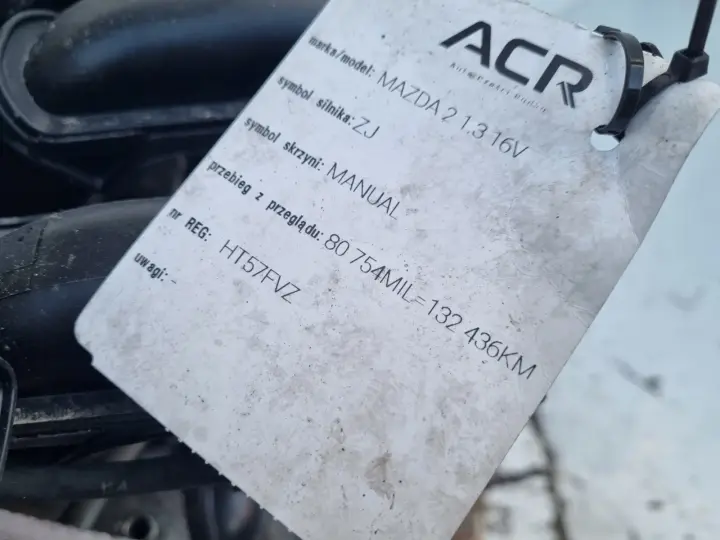 ACR
marka/model: MAZDA 2 1.3 16V
symbol silnika: ZJ
symbol skrzyni: MANUAL
przebieg z przeglądu: 80 754MIL=132 436KM
nr REG: HT57FVZ
uwagi: -